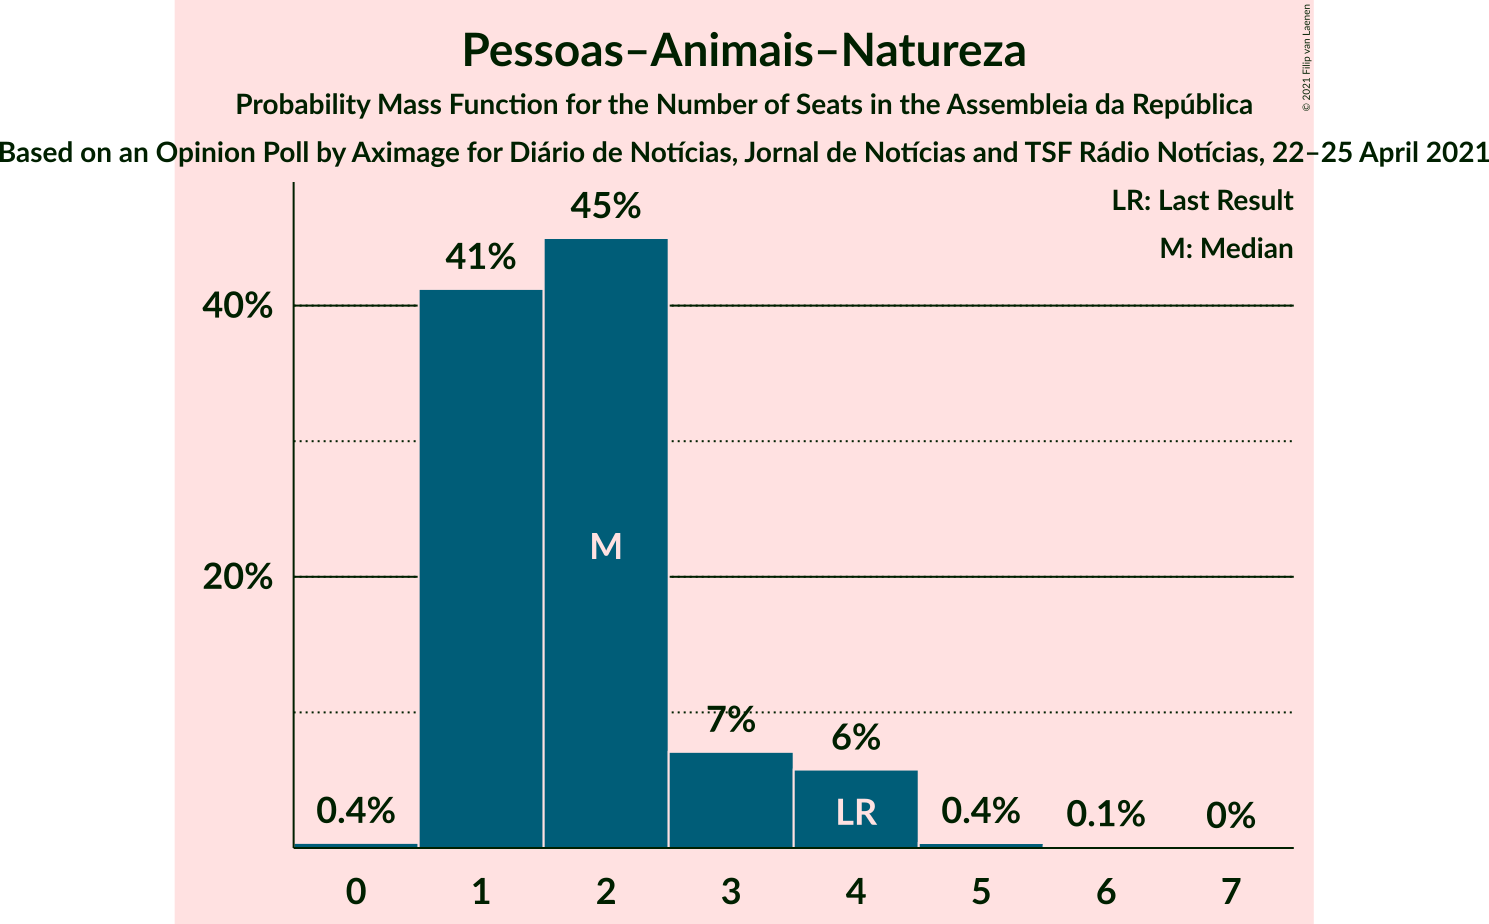 Pessoas–Animais–Natureza
Probability Mass Function for the Number of Seats in the Assembleia da República
Based on an Opinion Poll by Aximage for Diário de Notícias, Jornal de Notícias and TSF Rádio Notícias, 22–25 April 2021
© 2021 Filip van Laenen
LR: Last Result
M: Median
45%
41%
40%
M
20%
7%
6%
0.4%
LR
0.4%
0.1%
0%
0 1 2 3 4 5 6 7